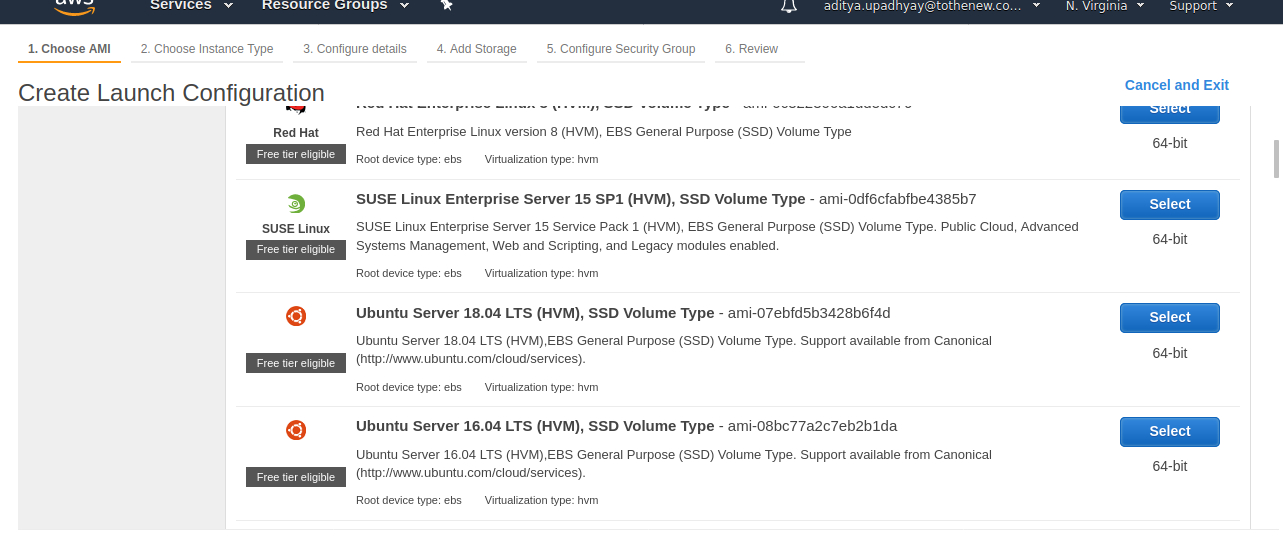 aws
Services
Resource Groups
aditya.upadhyay@tothenew.co...
N. Virginia
Support
1. Choose AMI
2. Choose Instance Type
3. Configure details
4. Add Storage
5. Configure Security Group
6. Review
Create Launch Configuration
Cancel and Exit
Red Hat Enterprise Linux 8 (HVM), SSD Volume Type
Select
Red Hat
Red Hat Enterprise Linux version 8 (HVM), EBS General Purpose (SSD) Volume Type
64-bit
Free tier eligible
Root device type: ebs Virtualization type: hvm
SUSE Linux Enterprise Server 15 SP1 (HVM), SSD Volume Type - ami-0df6cfabfbe4385b7
Select
SUSE Linux
SUSE Linux Enterprise Server 15 Service Pack 1 (HVM), EBS General Purpose (SSD) Volume Type. Public Cloud, Advanced
Systems Management, Web and Scripting, and Legacy modules enabled.
64-bit
Free tier eligible
Root device type: ebs Virtualization type: hvm
Ubuntu Server 18.04 LTS (HVM), SSD Volume Type - ami-07ebfd5b3428b6f4d
Select
Ubuntu Server 18.04 LTS (HVM),EBS General Purpose (SSD) Volume Type. Support available from Canonical
(http://www.ubuntu.com/cloud/services).
64-bit
Free tier eligible
Root device type: ebs Virtualization type: hvm
Ubuntu Server 16.04 LTS (HVM), SSD Volume Type - ami-08bc77a2c7eb2b1da
Select
Ubuntu Server 16.04 LTS (HVM),EBS General Purpose (SSD) Volume Type. Support available from Canonical
(http://www.ubuntu.com/cloud/services).
64-bit
Free tier eligible
Root device type: ebs Virtualization type: hvm